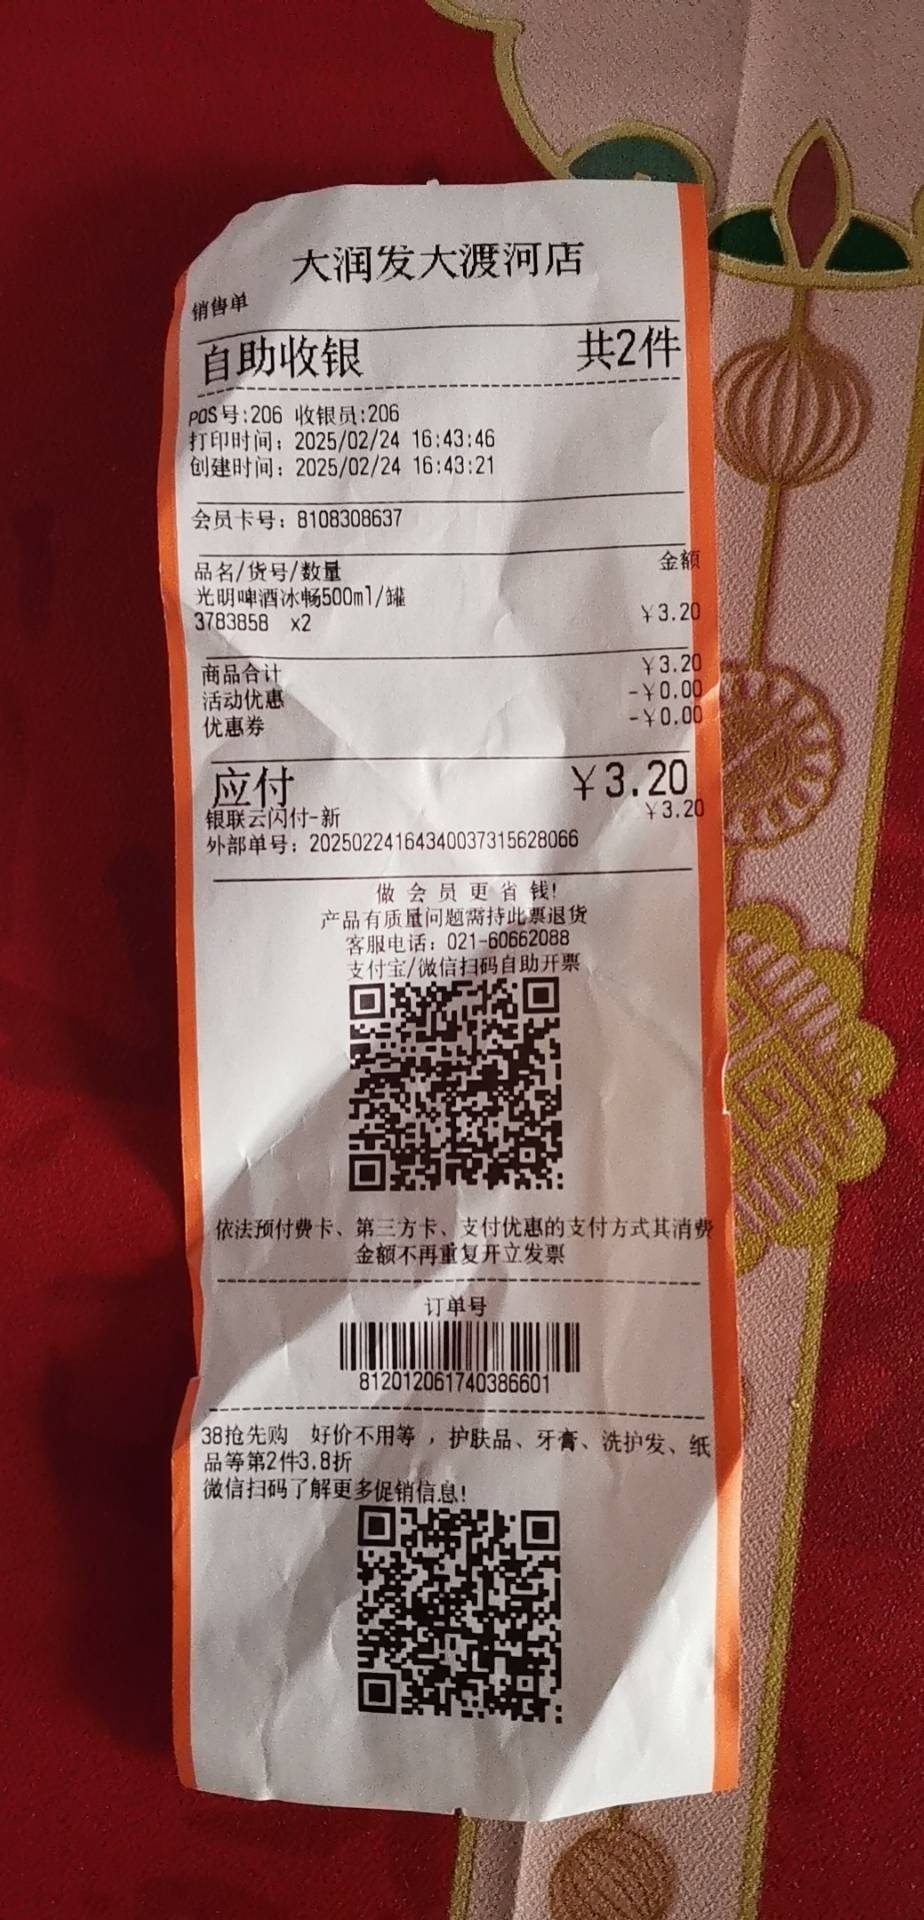 大润发大渡河店
销售单
自助收银 共2件
POS号:206 收银员:206
打印时间: 2025/02/24 16:43:46
创建时间: 2025/02/24 16:43:21
会员卡号: 8108308637
品名/货号/数量 金额
光明啤酒冰畅500ml/罐
3783858 x2 ￥3.20
商品合计 ￥3.20
活动优惠 -￥0.00
优惠券 -￥0.00
应付 ￥3.20
银联云闪付-新 ￥3.20
外部单号: 20250224164340037315628066
做会员更省钱!
产品有质量问题需持此票退货
客服电话: 021-60662088
支付宝/微信扫码自助开票
依法预付费卡、第三方卡、支付优惠的支付方式其消费
金额不再重复开立发票
订单号
812012061740386601
38抢先购 好价不用等，护肤品、牙膏、洗护发、纸
品等第2件3.8折
微信扫码了解更多促销信息!